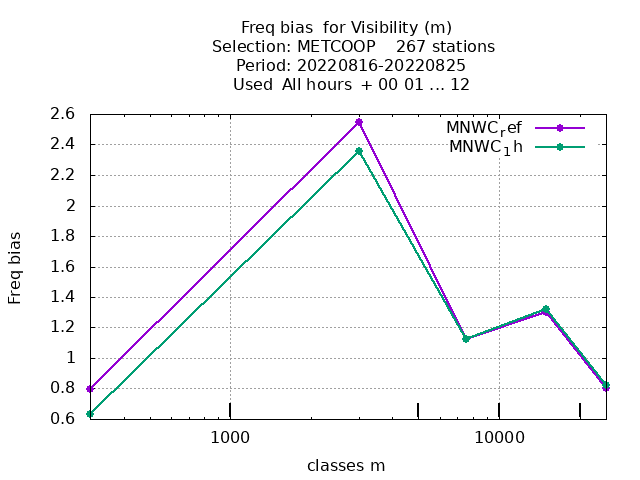 Freq bias  for Visibility (m)
Selection: METCOOP    267 stations
Period: 20220816-20220825
Used  All hours  + 00 01 ... 12
2.6
2.4
2.2
2
1.8
1.6
1.4
1.2
1
0.8
0.6
Freq bias
MNWCref
MNWC1h
1000
10000
classes m